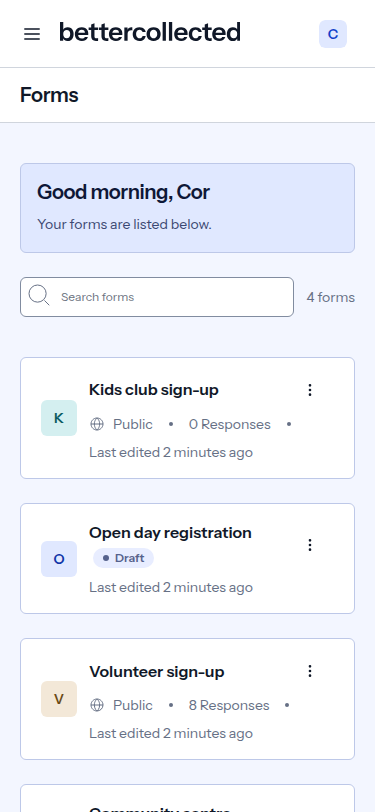 bettercollected
C
Forms
Good morning, Cor
Your forms are listed below.
Search forms
4 forms
K
Kids club sign-up
Public • 0 Responses •
Last edited 2 minutes ago
O
Open day registration
Draft
Last edited 2 minutes ago
V
Volunteer sign-up
Public • 8 Responses •
Last edited 2 minutes ago